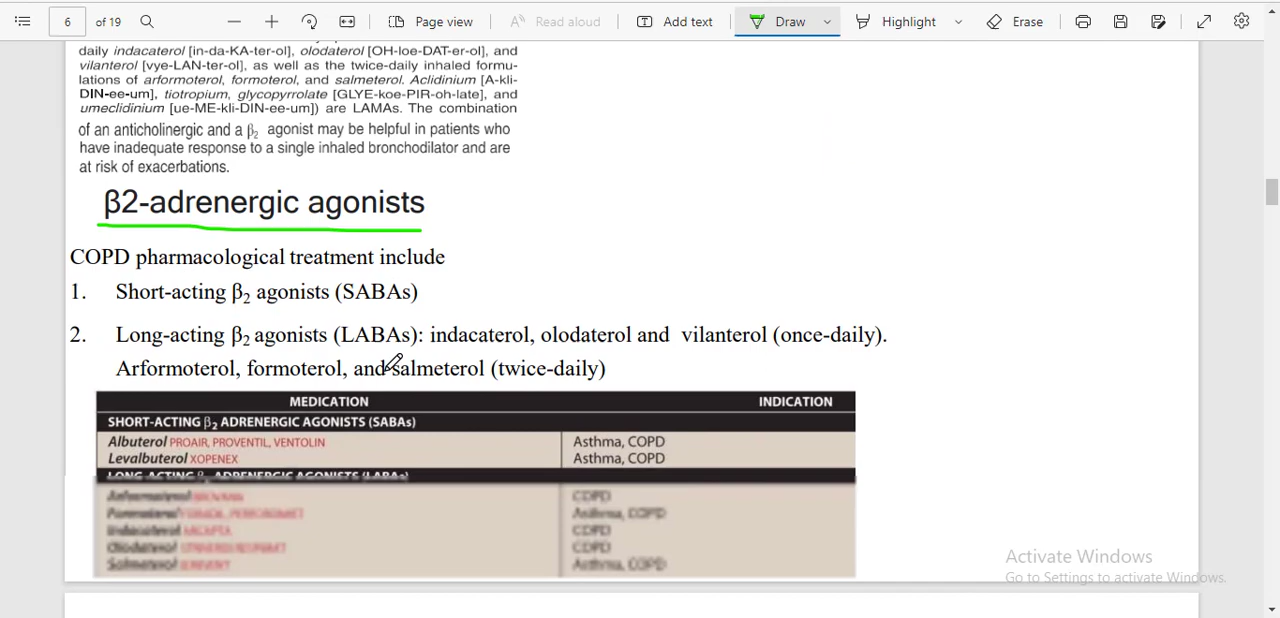 6 of 19 Page view Read aloud Add text Draw Highlight Erase
daily indacaterol [in-da-KA-ter-ol], olodaterol [OH-loe-DAT-er-ol], and
vilanterol [vye-LAN-ter-ol], as well as the twice-daily inhaled formu-
lations of arformoterol, formoterol, and salmeterol. Aclidinium [A-kli-
DIN-ee-um], tiotropium, glycopyrrolate [GLYE-koe-PIR-oh-late], and
umeclidinium [ue-ME-kli-DIN-ee-um]) are LAMAs. The combination
of an anticholinergic and a β2 agonist may be helpful in patients who
have inadequate response to a single inhaled bronchodilator and are
at risk of exacerbations.
β2-adrenergic agonists
COPD pharmacological treatment include
1. Short-acting β2 agonists (SABAs)
2. Long-acting β2 agonists (LABAs): indacaterol, olodaterol and vilanterol (once-daily).
Arformoterol, formoterol, and salmeterol (twice-daily)
MEDICATION INDICATION
SHORT-ACTING β2 ADRENERGIC AGONISTS (SABAs)
Albuterol PROAIR, PROVENTIL, VENTOLIN Asthma, COPD
Levalbuterol XOPENEX Asthma, COPD
LONG-ACTING β2 ADRENERGIC AGONISTS (LABAs)
COPD
Asthma, COPD
COPD
COPD
Salmeterol Asthma, COPD
Activate Windows
Go to Settings to activate Windows.